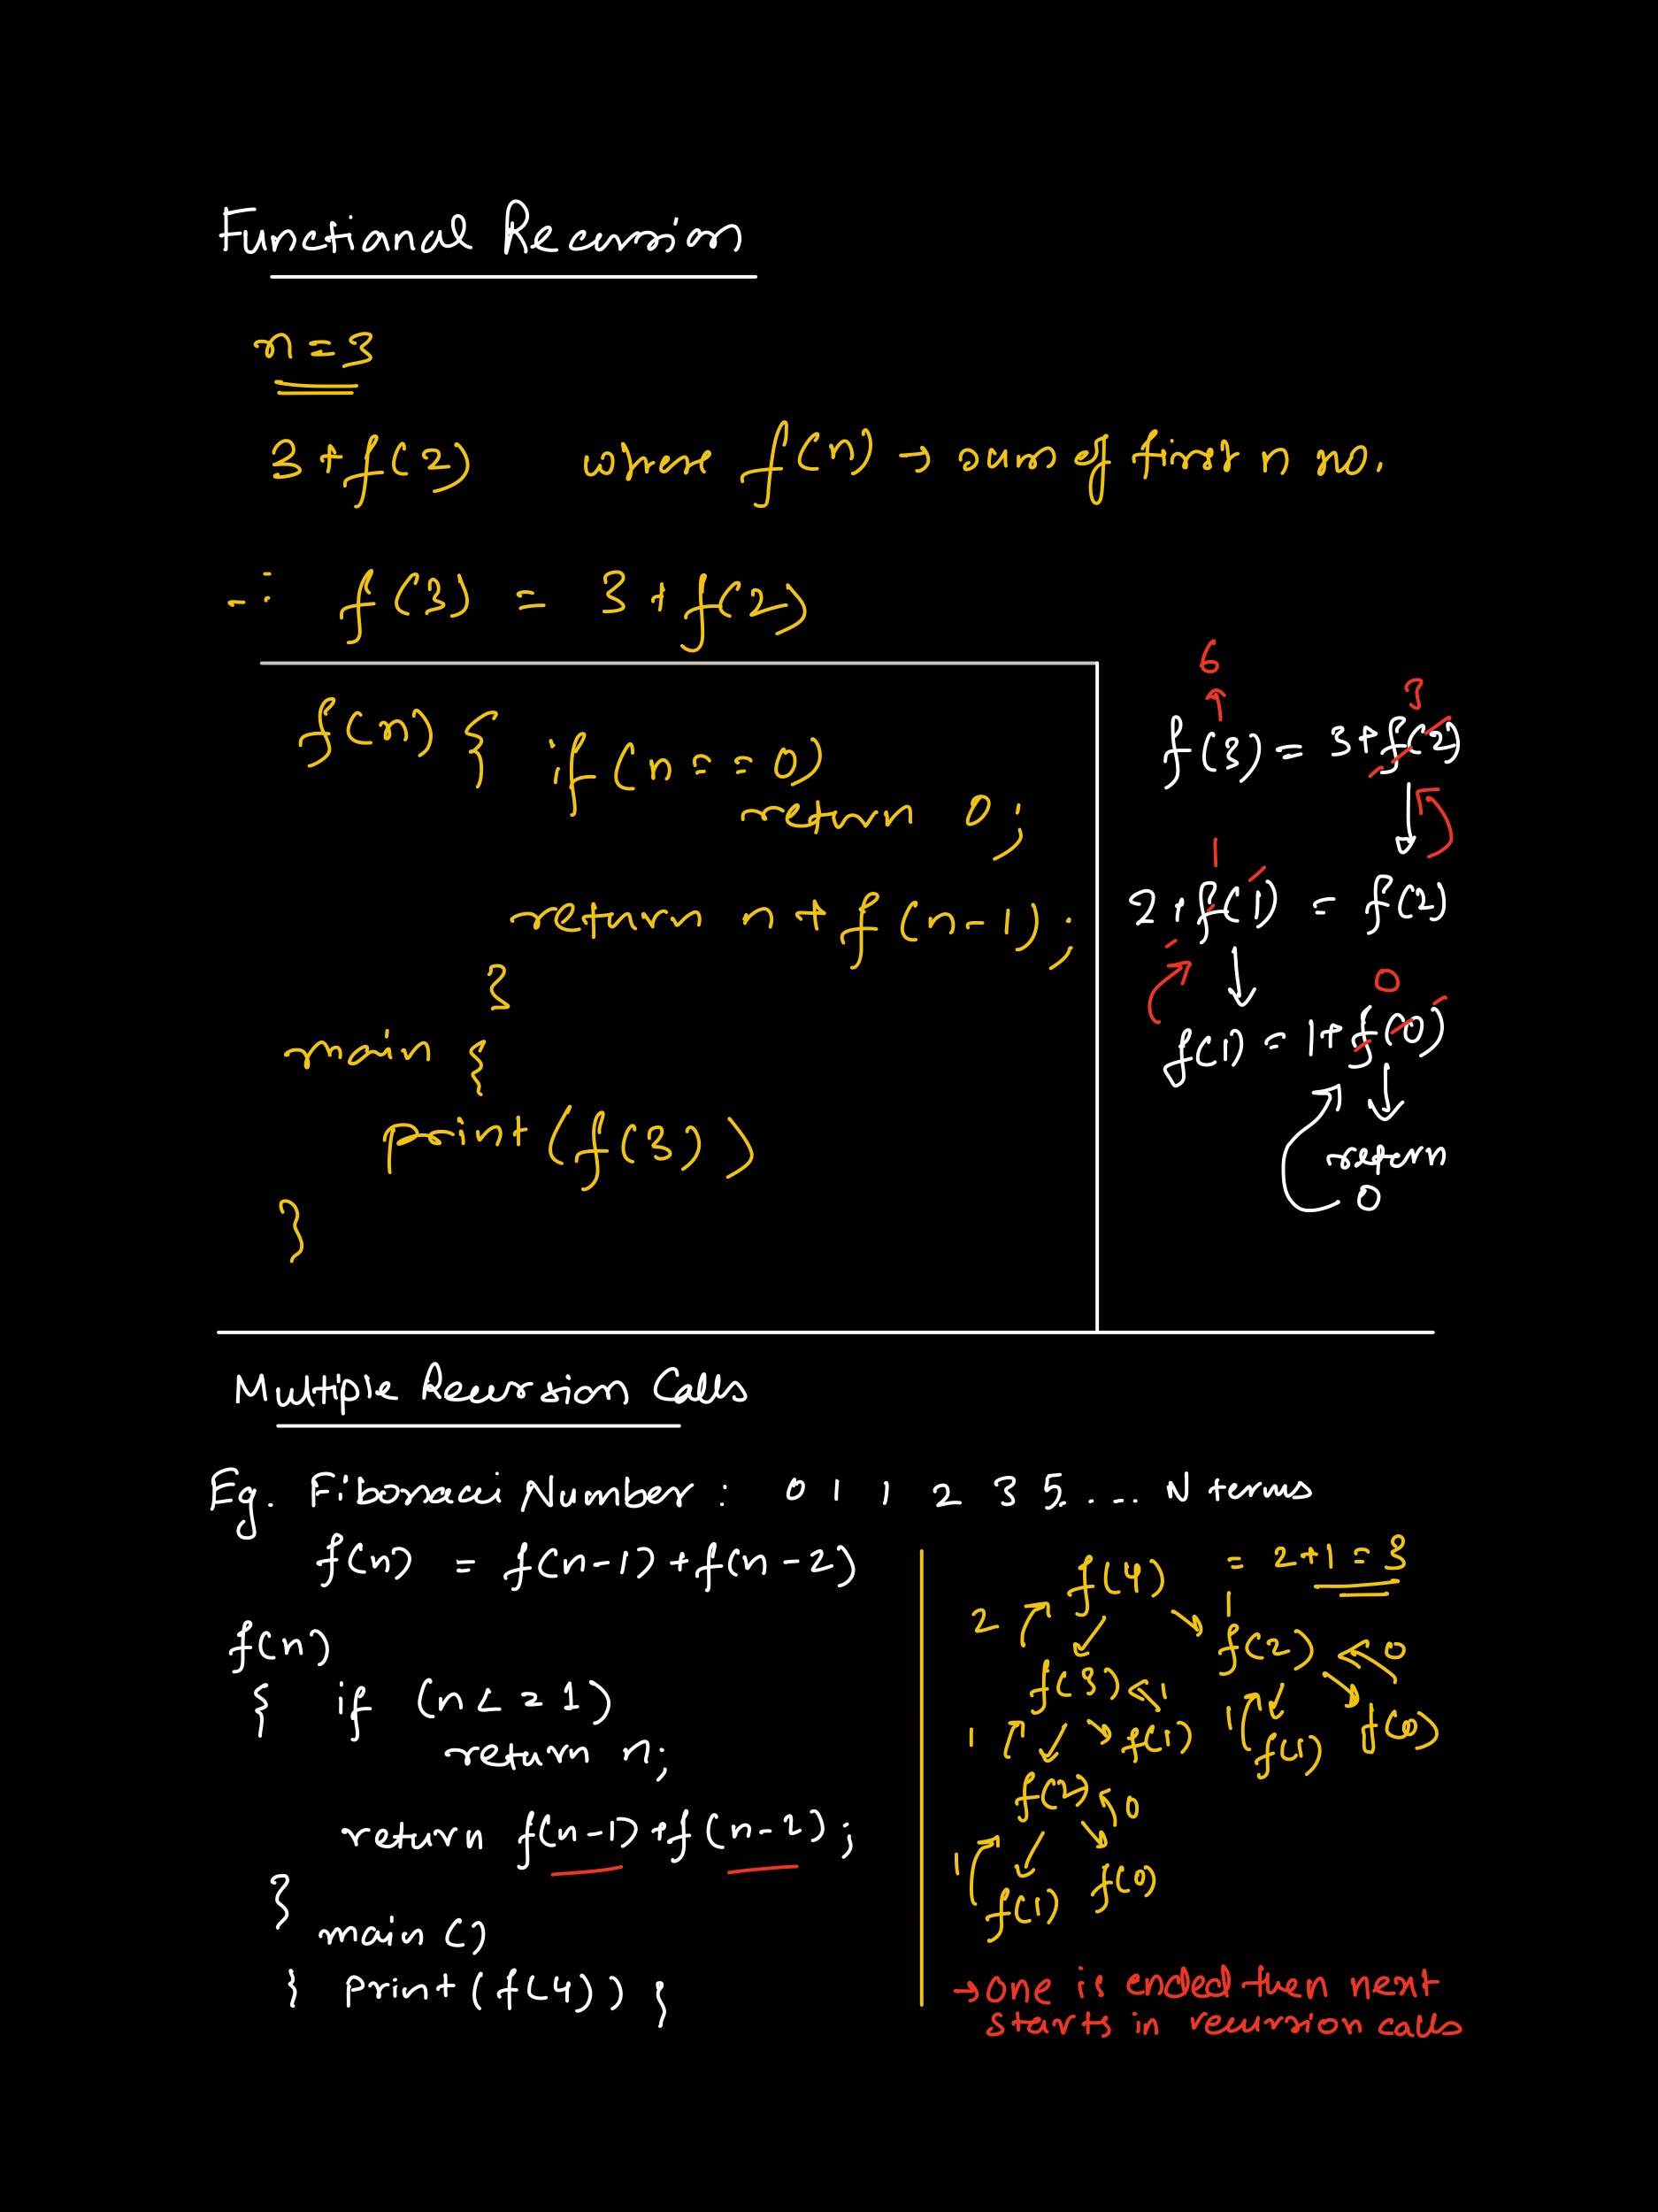 Functional Recursion
n=3
3+f(2) where f(n) → sum of first n no.
∴ f(3) = 3+f(2)
f(n) { if (n==0)
return 0;
return n+f(n-1);
}
main {
print(f(3))
}
6
3
f(3) = 3+f(2)
1
2+f(1) = f(2)
0
f(1) = 1+f(0)
return
0
Multiple Recursion Calls
Eg. Fibonacci Number : 0 1 1 2 3 5. ... N terms
f(n) = f(n-1)+f(n-2)
f(n)
{ if (n<=1)
return n;
return f(n-1)+f(n-2);
}
main()
{ print(f(4)) }
f(4) = 2+1=3
2 1
f(3) 1 f(2) 0
1 f(1) 1 f(1) f(0)
f(2) 0
1 f(1) f(0)
→ one is ended then next
starts in recursion calls